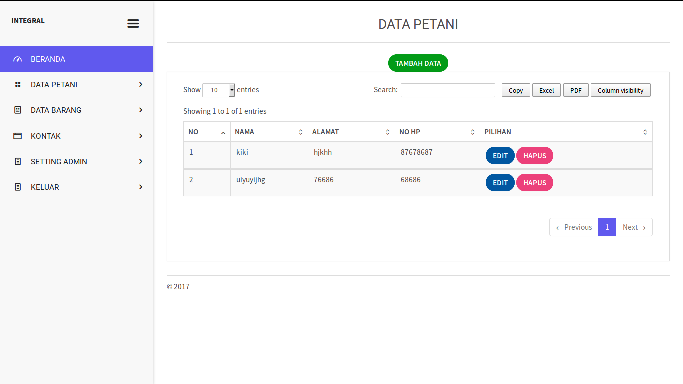 INTEGRAL
BERANDA
DATA PETANI
DATA BARANG
KONTAK
SETTING ADMIN
KELUAR
DATA PETANI
TAMBAH DATA
Show 10 entries
Search:
Copy
Excel
PDF
Column visibility
Showing 1 to 1 of 1 entries
NO NAMA ALAMAT NO HP PILIHAN
1 kiki hjkhh 87678687 EDIT HAPUS
2 uiyuyijhg 76686 68686 EDIT HAPUS
‹ Previous 1 Next ›
© 2017